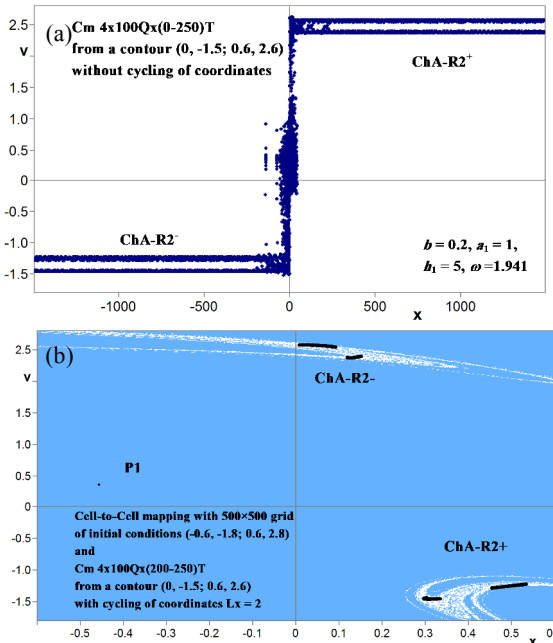 (a)
Cm 4x100Qx(0-250)T
from a contour (0, -1.5; 0.6, 2.6)
without cycling of coordinates
ChA-R2⁺
ChA-R2⁻
b = 0.2, a₁ = 1,
h₁ = 5, ω =1.941
v
2.5
2.0
1.5
1.0
0.5
0
-0.5
-1.0
-1.5
-1000
-500
0
500
1000
x
(b)
ChA-R2-
P1
Cell-to-Cell mapping with 500×500 grid
of initial conditions (-0.6, -1.8; 0.6, 2.8)
and
Cm 4x100Qx(200-250)T
from a contour (0, -1.5; 0.6, 2.6)
with cycling of coordinates Lx = 2
ChA-R2+
v
2.5
2.0
1.5
1.0
0.5
0
-0.5
-1.0
-1.5
-0.5
-0.4
-0.3
-0.2
-0.1
0
0.1
0.2
0.3
0.4
0.5
x